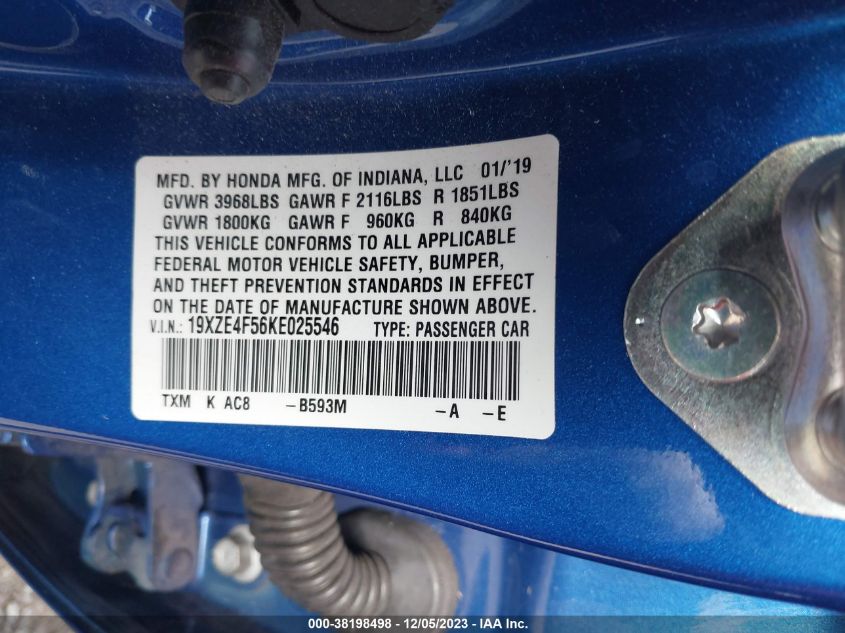 MFD. BY HONDA MFG. OF INDIANA, LLC 01/'19
GVWR 3968LBS GAWR F 2116LBS R 1851LBS
GVWR 1800KG GAWR F 960KG R 840KG
THIS VEHICLE CONFORMS TO ALL APPLICABLE
FEDERAL MOTOR VEHICLE SAFETY, BUMPER,
AND THEFT PREVENTION STANDARDS IN EFFECT
ON THE DATE OF MANUFACTURE SHOWN ABOVE.
V.I.N.: 19XZE4F56KE025546 TYPE: PASSENGER CAR
TXM K AC8 -B593M -A -E
000-38198498 - 12/05/2023 - IAA Inc.